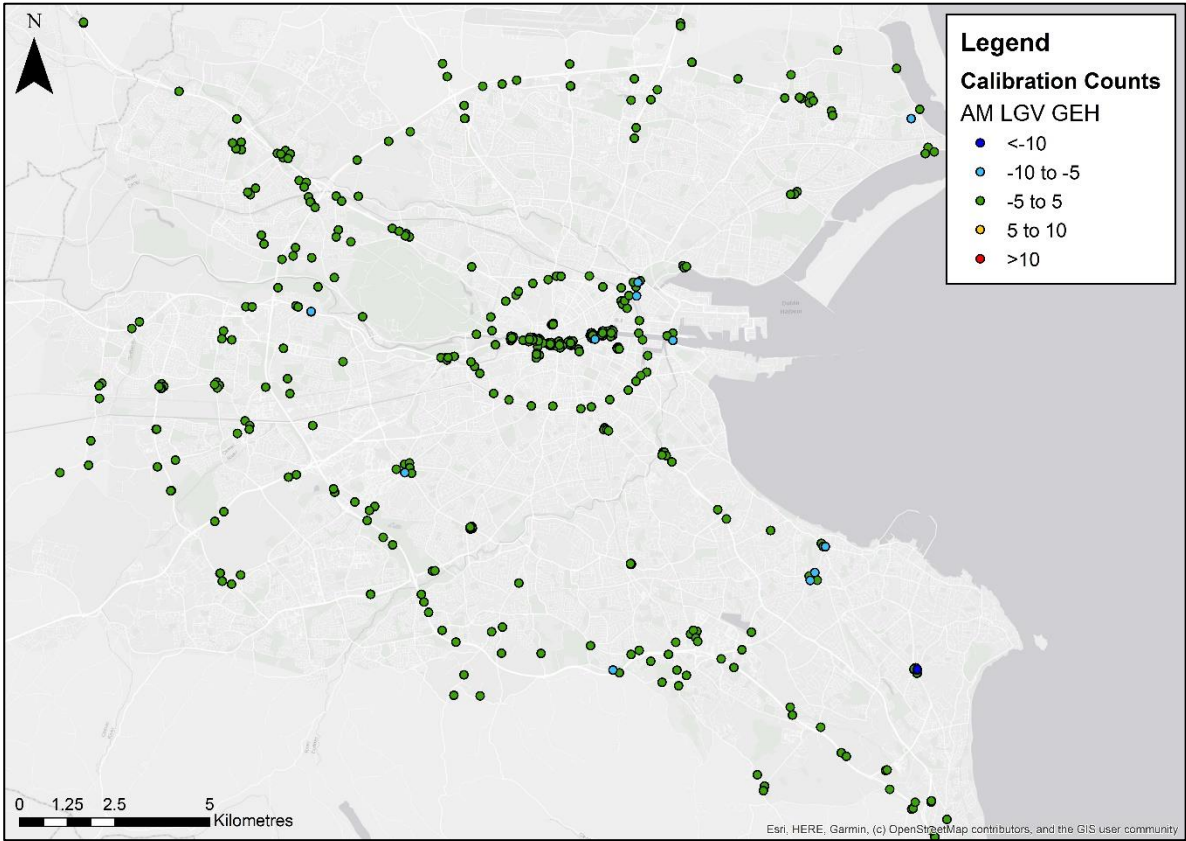 N
Legend
Calibration Counts
AM LGV GEH
<-10
-10 to -5
-5 to 5
5 to 10
>10
0 1.25 2.5 5
Kilometres
Esri, HERE, Garmin, (c) OpenStreetMap contributors, and the GIS user community